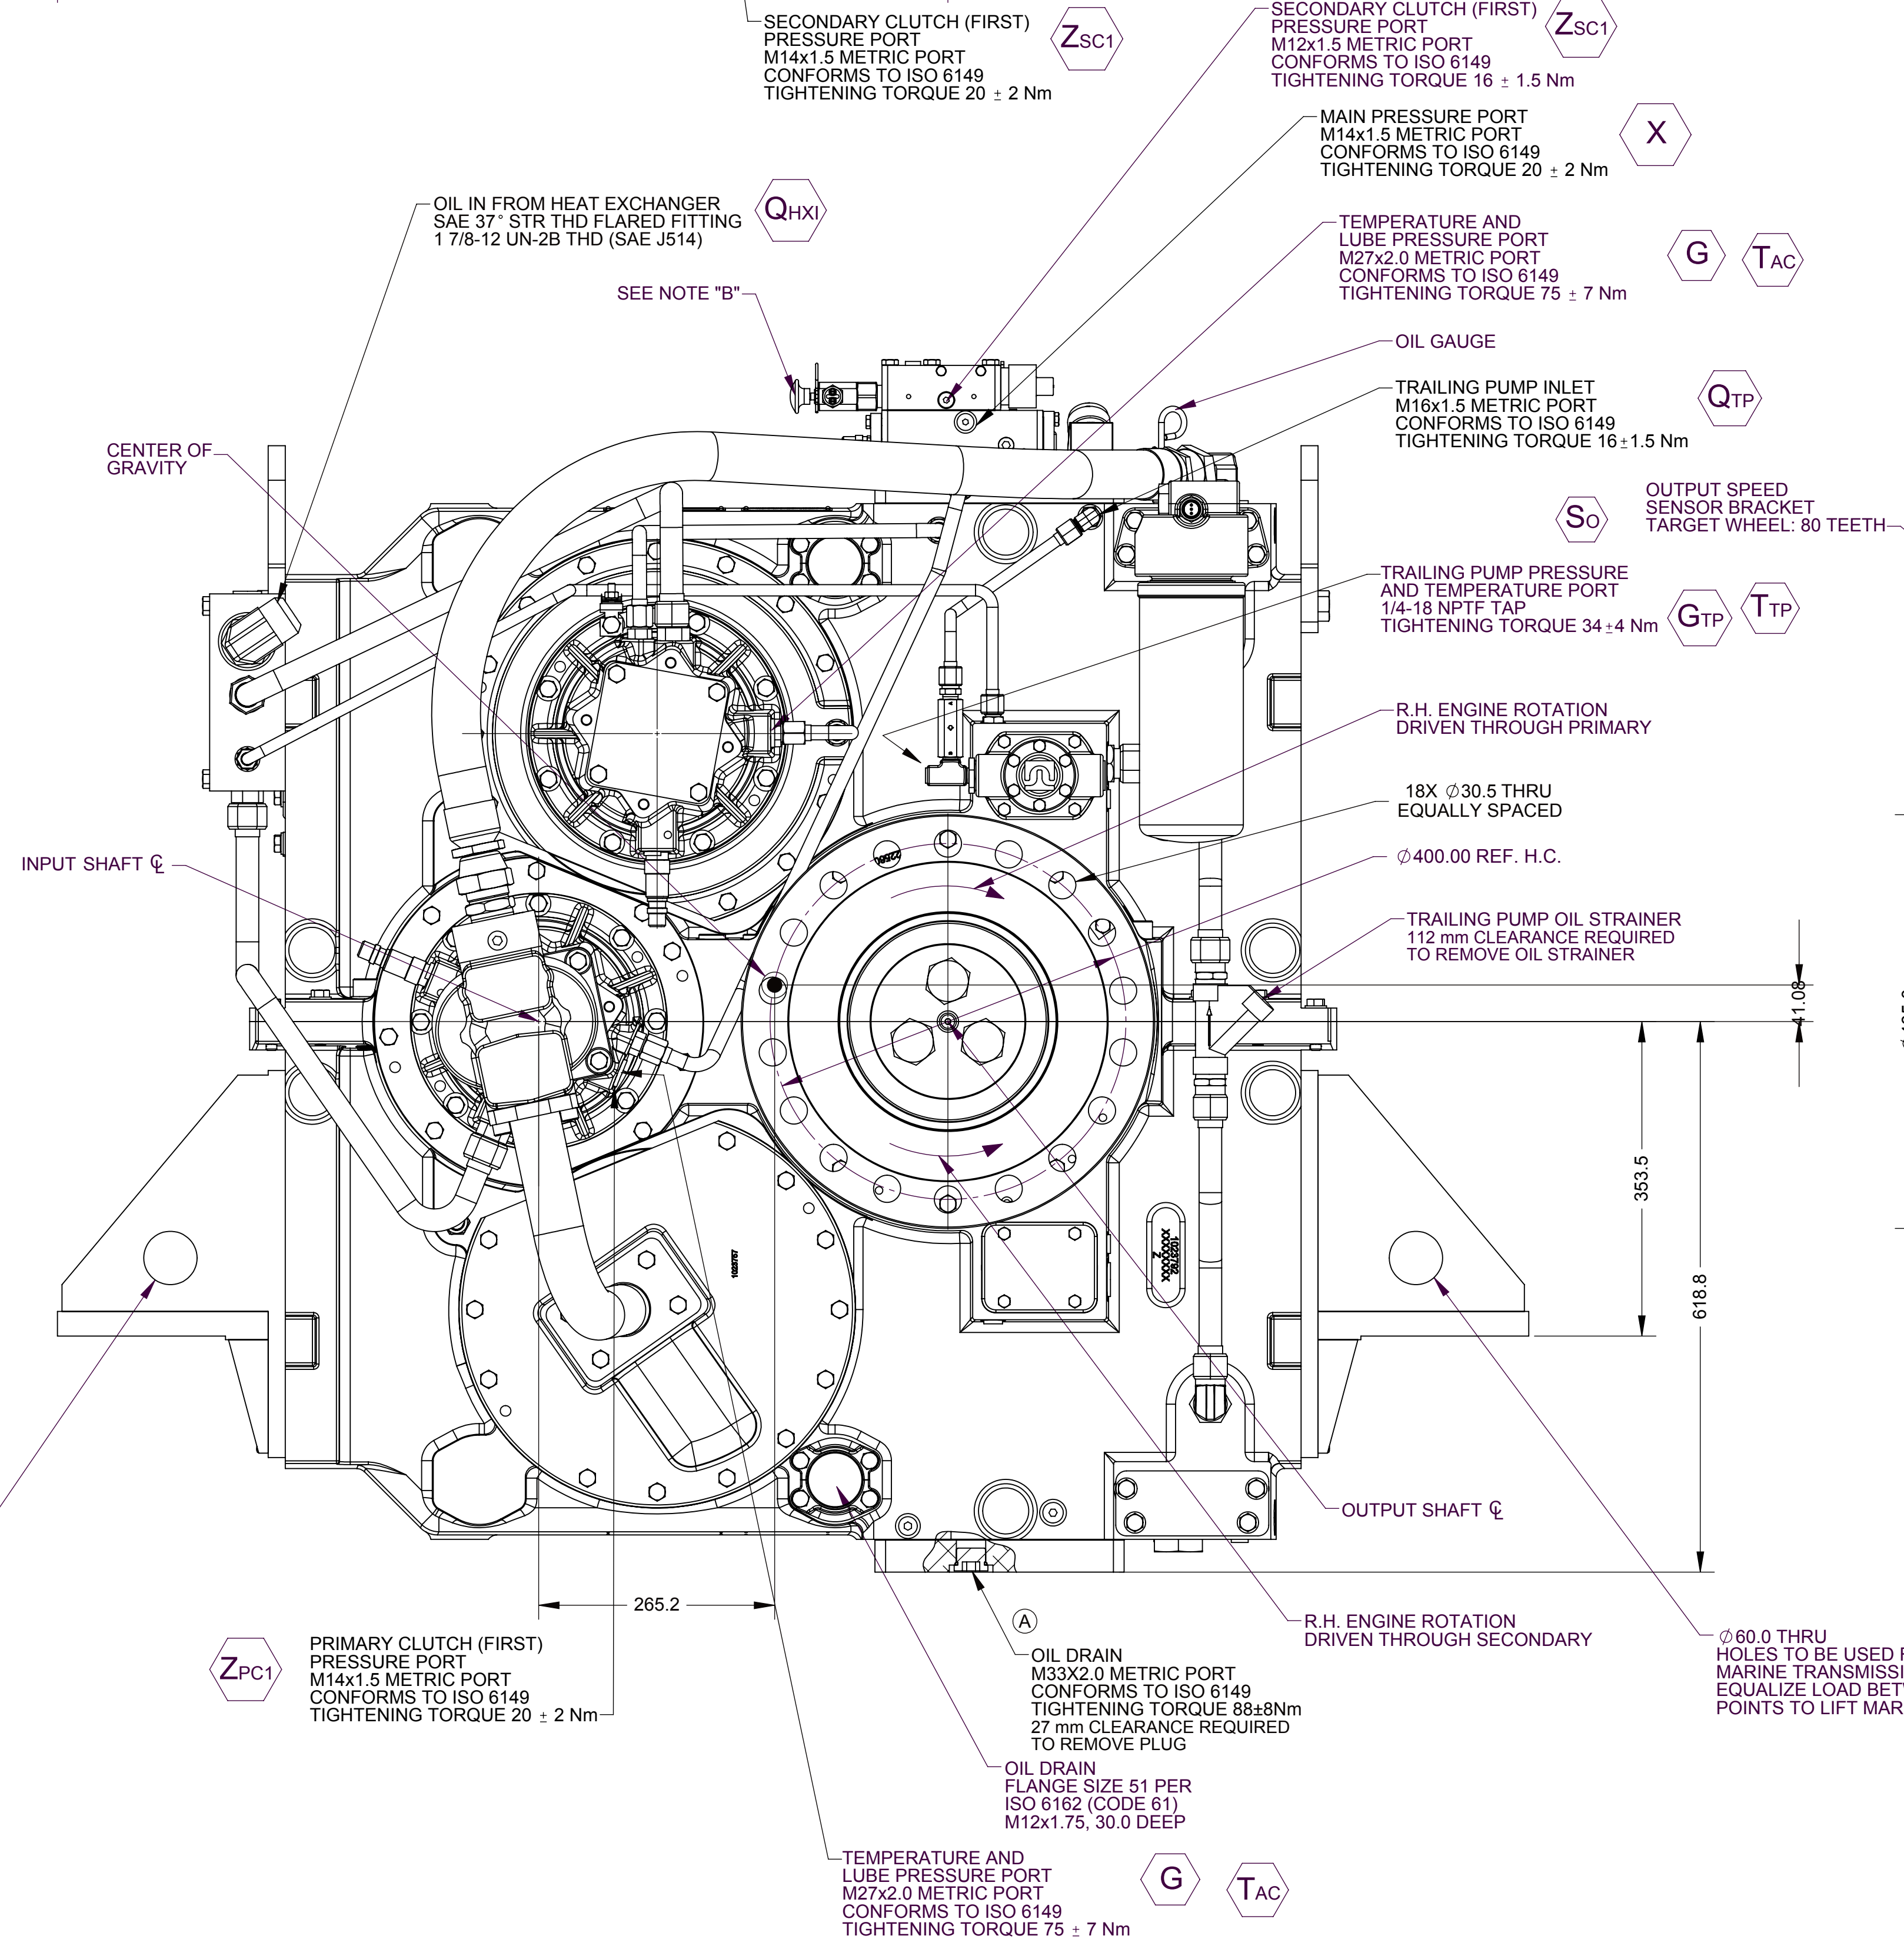 SECONDARY CLUTCH (FIRST)
PRESSURE PORT
M14x1.5 METRIC PORT
CONFORMS TO ISO 6149
TIGHTENING TORQUE 20 ± 2 Nm
ZSC1
SECONDARY CLUTCH (FIRST)
PRESSURE PORT
M12x1.5 METRIC PORT
CONFORMS TO ISO 6149
TIGHTENING TORQUE 16 ± 1.5 Nm
ZSC1
MAIN PRESSURE PORT
M14x1.5 METRIC PORT
CONFORMS TO ISO 6149
TIGHTENING TORQUE 20 ± 2 Nm
X
OIL IN FROM HEAT EXCHANGER
SAE 37° STR THD FLARED FITTING
1 7/8-12 UN-2B THD (SAE J514)
QHXI
TEMPERATURE AND
LUBE PRESSURE PORT
M27x2.0 METRIC PORT
CONFORMS TO ISO 6149
TIGHTENING TORQUE 75 ± 7 Nm
G
TAC
SEE NOTE "B"
OIL GAUGE
TRAILING PUMP INLET
M16x1.5 METRIC PORT
CONFORMS TO ISO 6149
TIGHTENING TORQUE 16±1.5 Nm
QTP
CENTER OF
GRAVITY
SO
OUTPUT SPEED
SENSOR BRACKET
TARGET WHEEL: 80 TEETH
TRAILING PUMP PRESSURE
AND TEMPERATURE PORT
1/4-18 NPTF TAP
TIGHTENING TORQUE 34±4 Nm
GTP
TTP
R.H. ENGINE ROTATION
DRIVEN THROUGH PRIMARY
18X ∅30.5 THRU
EQUALLY SPACED
INPUT SHAFT ℄
∅400.00 REF. H.C.
TRAILING PUMP OIL STRAINER
112 mm CLEARANCE REQUIRED
TO REMOVE OIL STRAINER
41.08
353.5
618.8
1023767
1023792
XXXXXXXX
Z
OUTPUT SHAFT ℄
265.2
A
R.H. ENGINE ROTATION
DRIVEN THROUGH SECONDARY
ZPC1
PRIMARY CLUTCH (FIRST)
PRESSURE PORT
M14x1.5 METRIC PORT
CONFORMS TO ISO 6149
TIGHTENING TORQUE 20 ± 2 Nm
OIL DRAIN
M33X2.0 METRIC PORT
CONFORMS TO ISO 6149
TIGHTENING TORQUE 88±8Nm
27 mm CLEARANCE REQUIRED
TO REMOVE PLUG
∅60.0 THRU
HOLES TO BE USED
MARINE
EQUALIZE LOAD
POINTS TO LIFT
OIL DRAIN
FLANGE SIZE 51 PER
ISO 6162 (CODE 61)
M12x1.75, 30.0 DEEP
TEMPERATURE AND
LUBE PRESSURE PORT
M27x2.0 METRIC PORT
CONFORMS TO ISO 6149
TIGHTENING TORQUE 75 ± 7 Nm
G
TAC